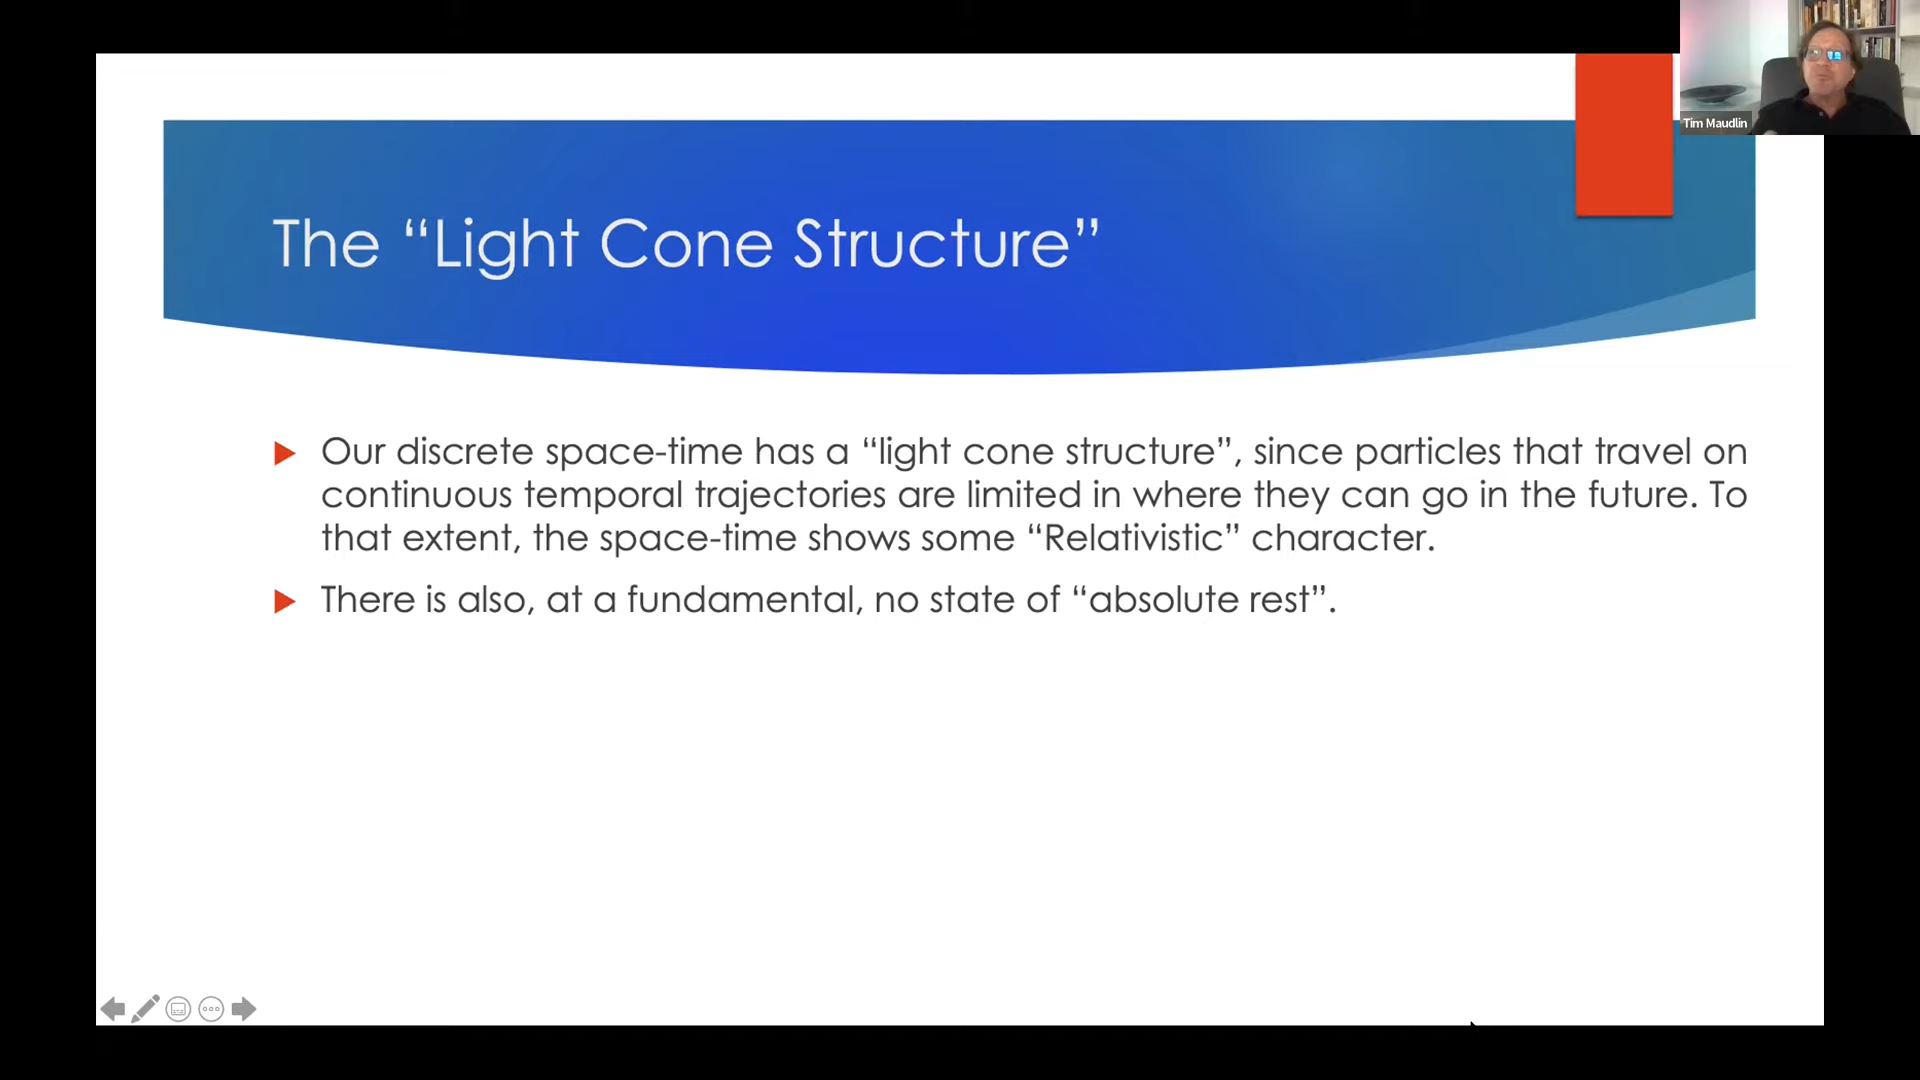 Tim Maudlin
The “Light Cone Structure”
Our discrete space-time has a “light cone structure”, since particles that travel on
continuous temporal trajectories are limited in where they can go in the future. To
that extent, the space-time shows some “Relativistic” character.
There is also, at a fundamental, no state of “absolute rest”.